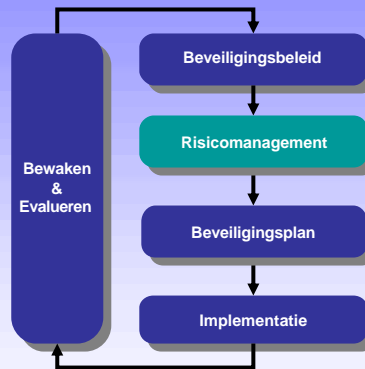 Beveiligingsbeleid
Risicomanagement
Bewaken
&
Evalueren
Beveiligingsplan
Implementatie